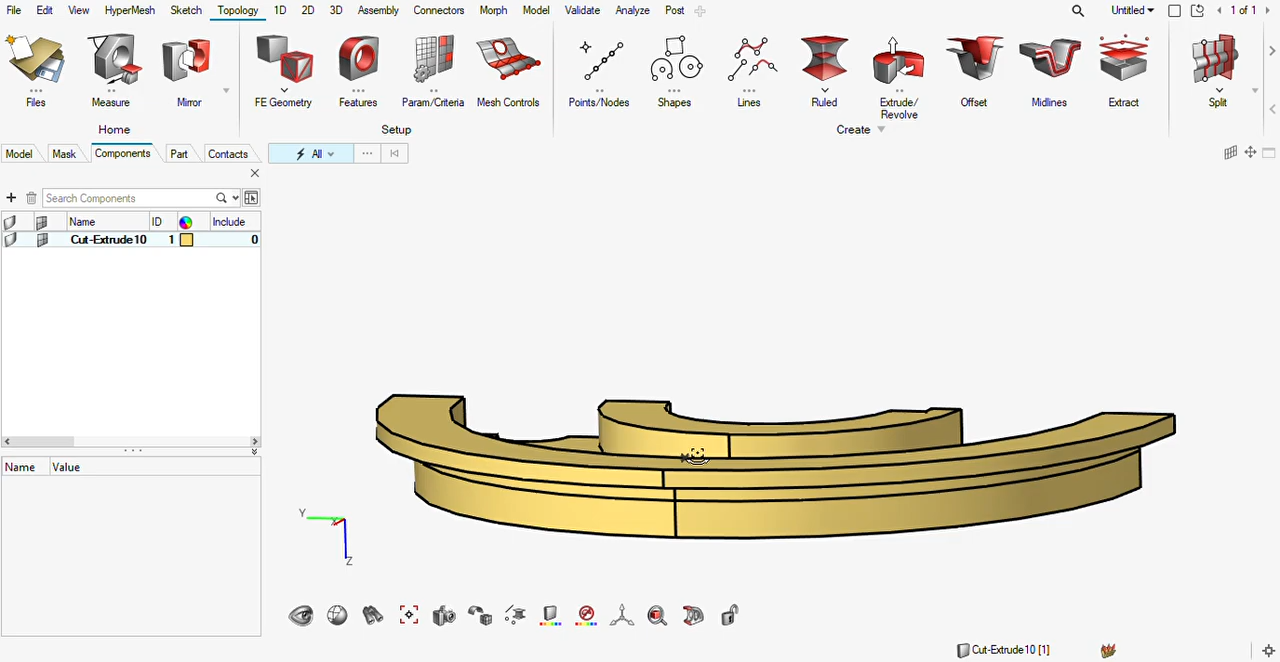 File Edit View HyperMesh Sketch Topology 1D 2D 3D Assembly Connectors Morph Model Validate Analyze Post Untitled 1 of 1
Files Measure Mirror FE Geometry Features Param/Criteria Mesh Controls Points/Nodes Shapes Lines Ruled Extrude/ Revolve Offset Midlines Extract Split
Home Setup Create
Model Mask Components Part Contacts All
Search Components
Name ID Include
Cut-Extrude10 1 0
Name Value
Y X Z
Cut-Extrude10 [1]